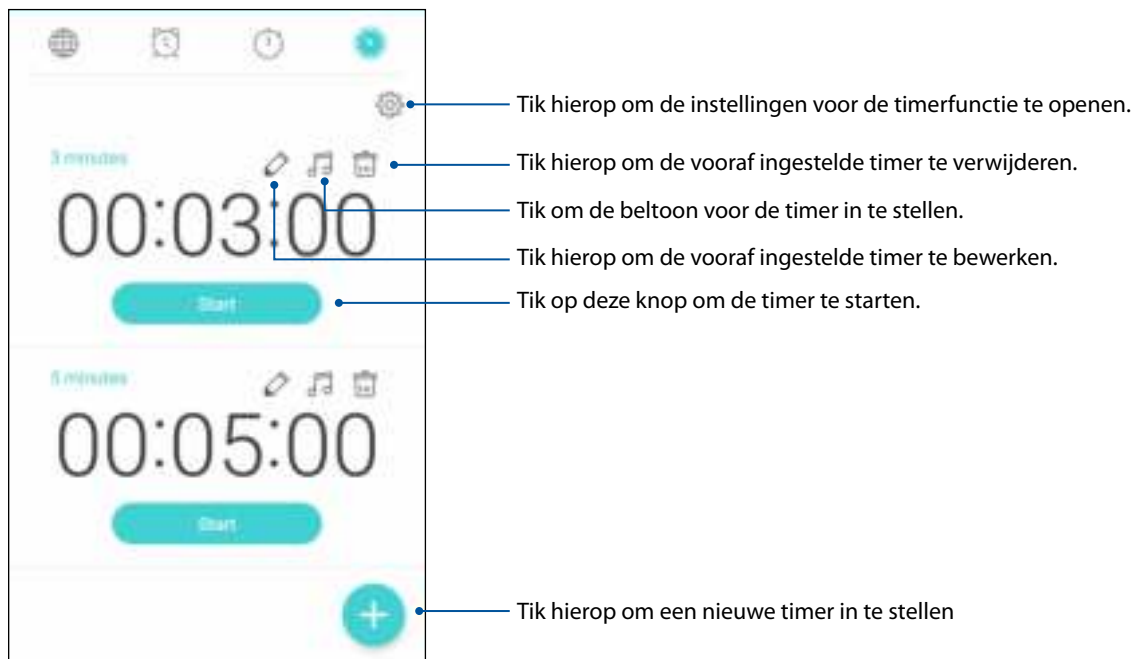 Tik hierop om de instellingen voor de timerfunctie te openen.
3 minutes
Tik hierop om de vooraf ingestelde timer te verwijderen.
00:03:00
Tik om de beltoon voor de timer in te stellen.
Tik hierop om de vooraf ingestelde timer te bewerken.
Start
Tik op deze knop om de timer te starten.
5 minutes
00:05:00
Start
Tik hierop om een nieuwe timer in te stellen